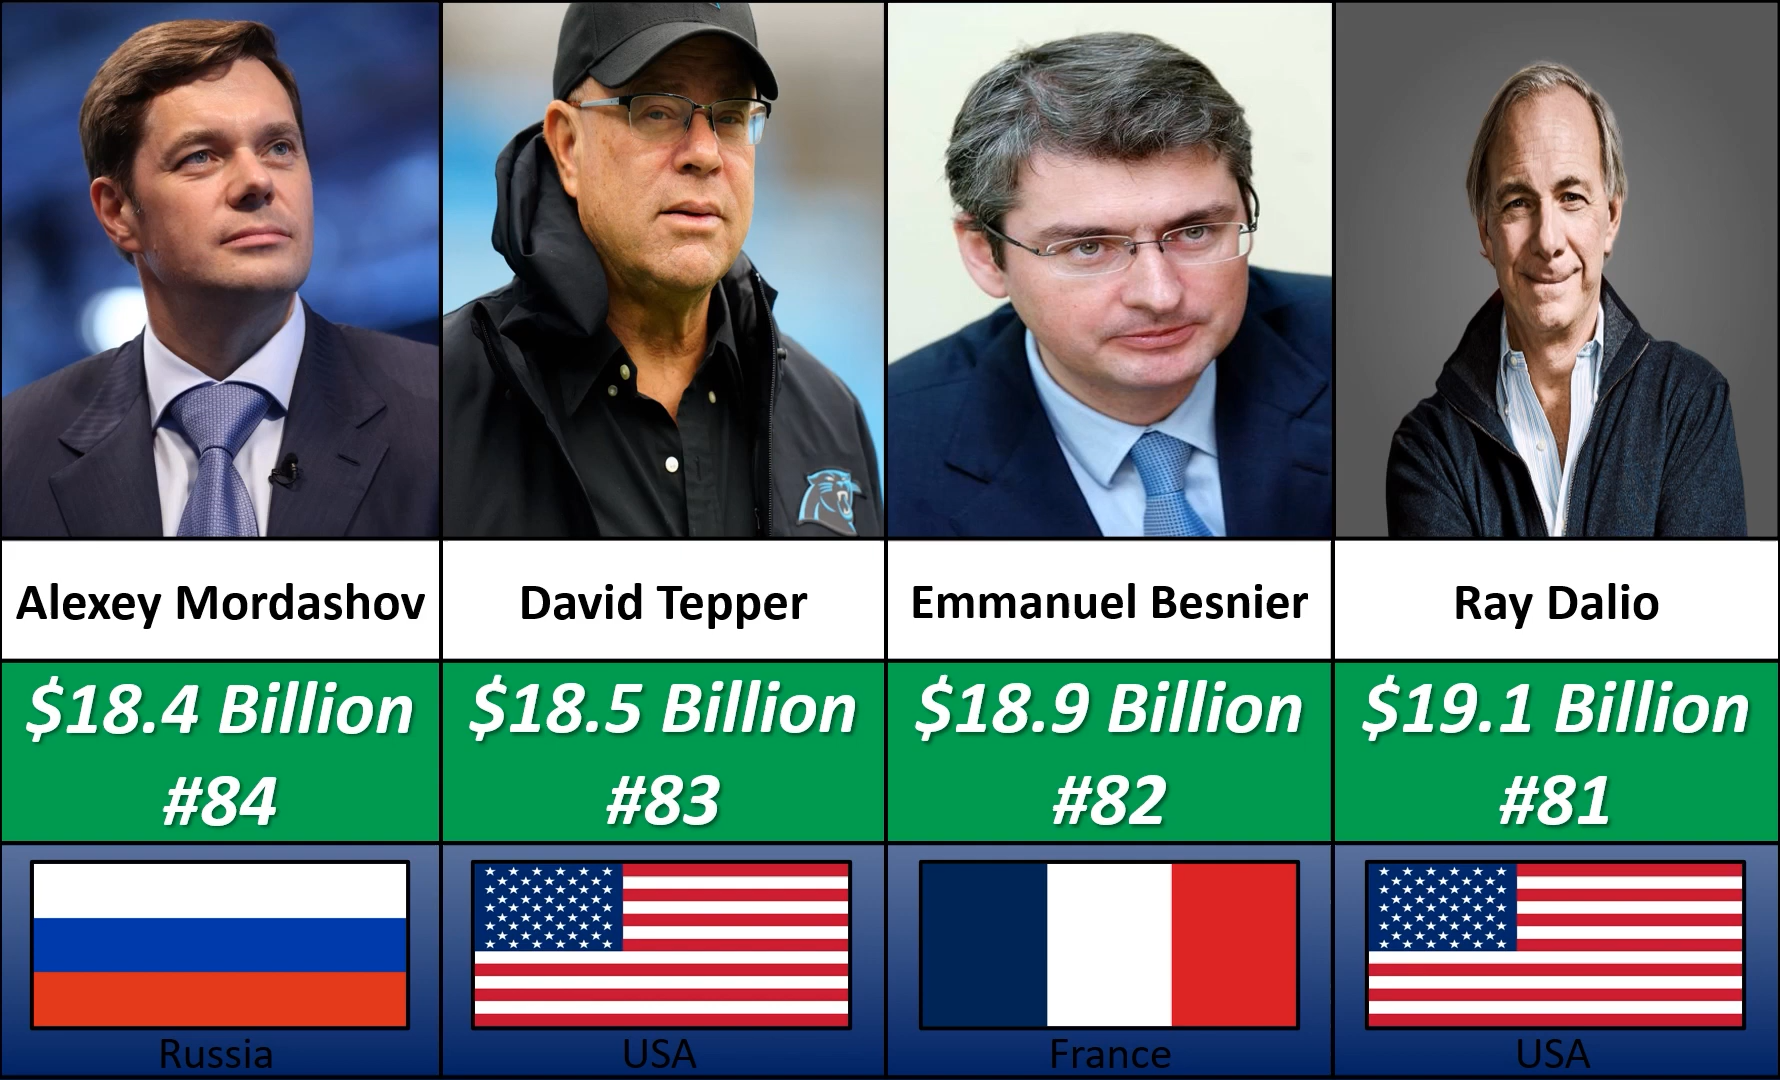 Alexey Mordashov
David Tepper
Emmanuel Besnier
Ray Dalio
$18.4 Billion
$18.5 Billion
$18.9 Billion
$19.1 Billion
#84
#83
#82
#81
Russia
USA
France
USA